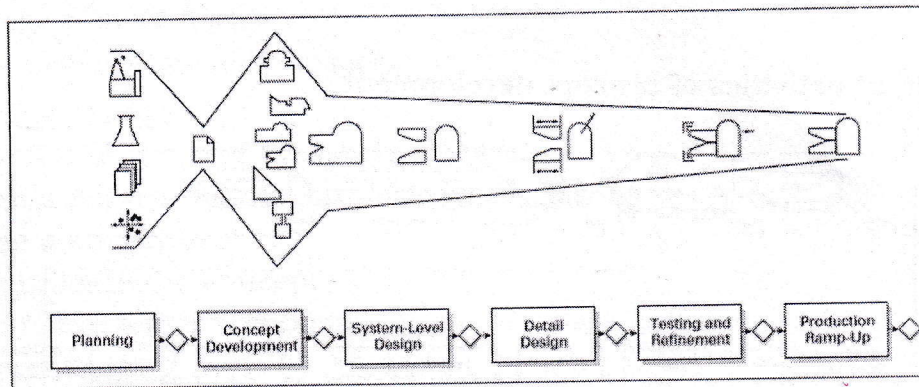 Planning
Concept
Development
System-Level
Design
Detail
Design
Testing and
Refinement
Production
Ramp-Up